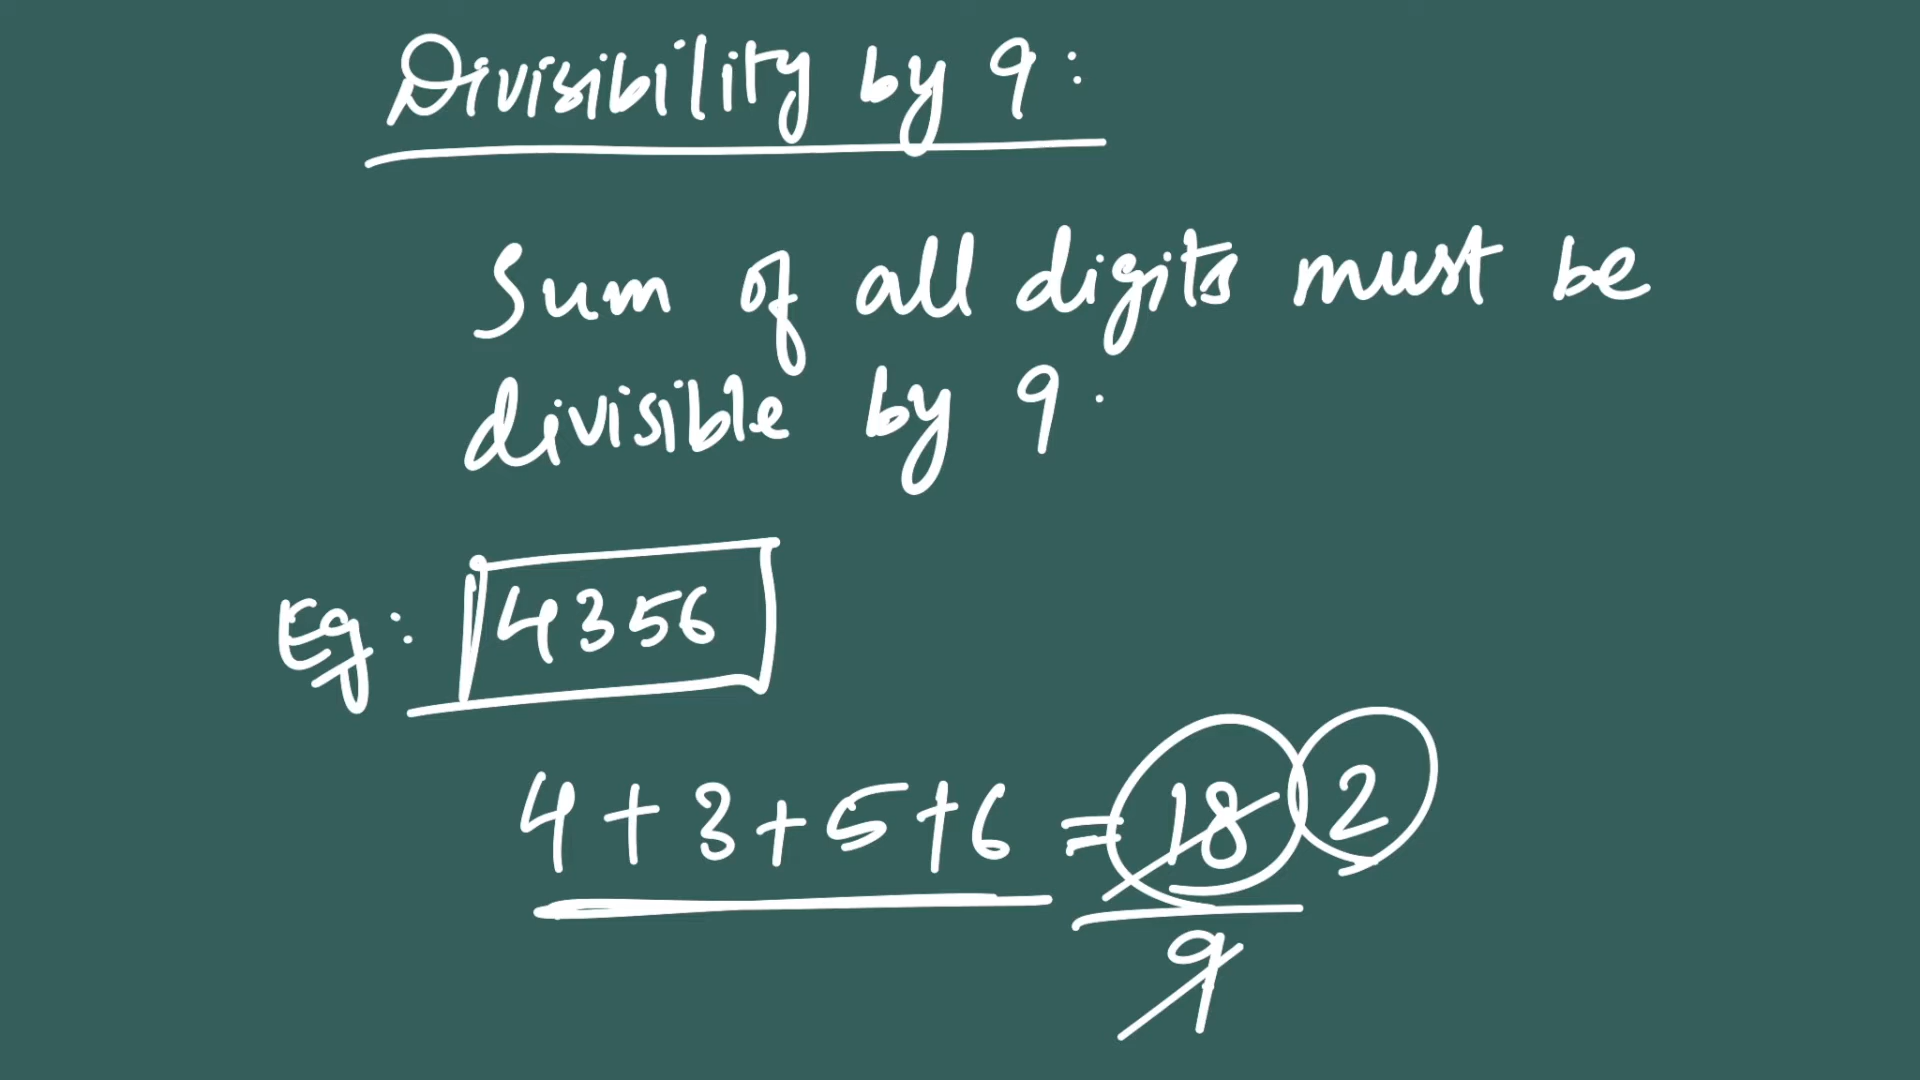 Divisibility by 9:
Sum of all digits must be
divisible by 9.
Eg: 4356
4+3+5+6 = 18 2
9